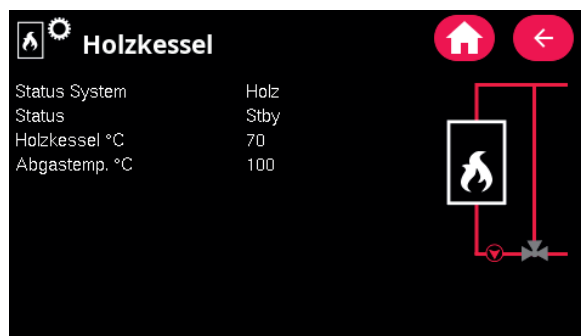 Holzkessel
Status System Holz
Status Stby
Holzkessel °C 70
Abgastemp. °C 100